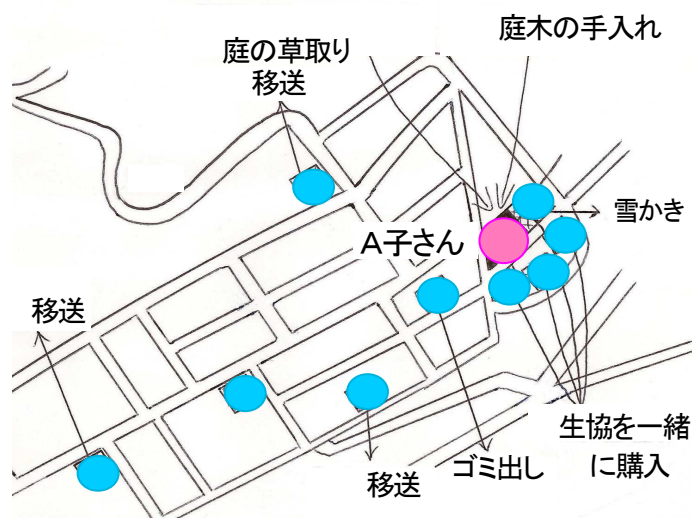 庭木の手入れ
庭の草取り
移送
雪かき
A子さん
移送
生協を一緒
に購入
ゴミ出し
移送